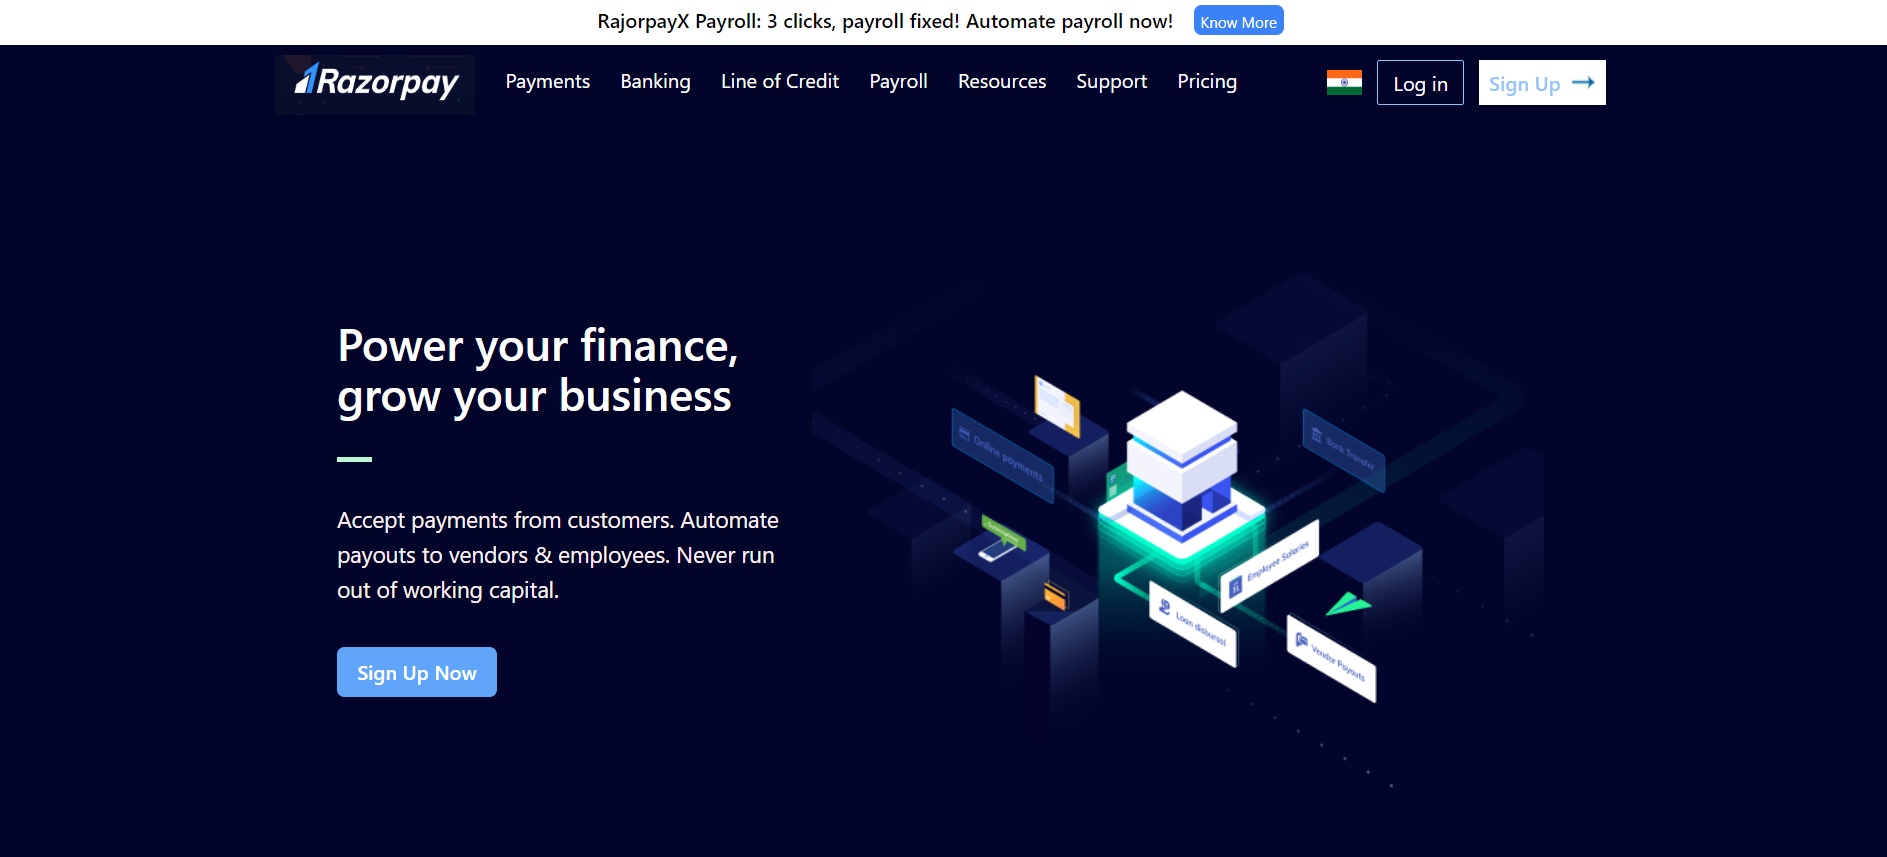 RajorpayX Payroll: 3 clicks, payroll fixed! Automate payroll now! Know More
Razorpay Payments Banking Line of Credit Payroll Resources Support Pricing Log in Sign Up
Power your finance,
grow your business
Accept payments from customers. Automate
payouts to vendors & employees. Never run
out of working capital.
Sign Up Now
Online payments
Bank Transfer
Employee Salaries
31
Loan disbursal
Vendor Payouts